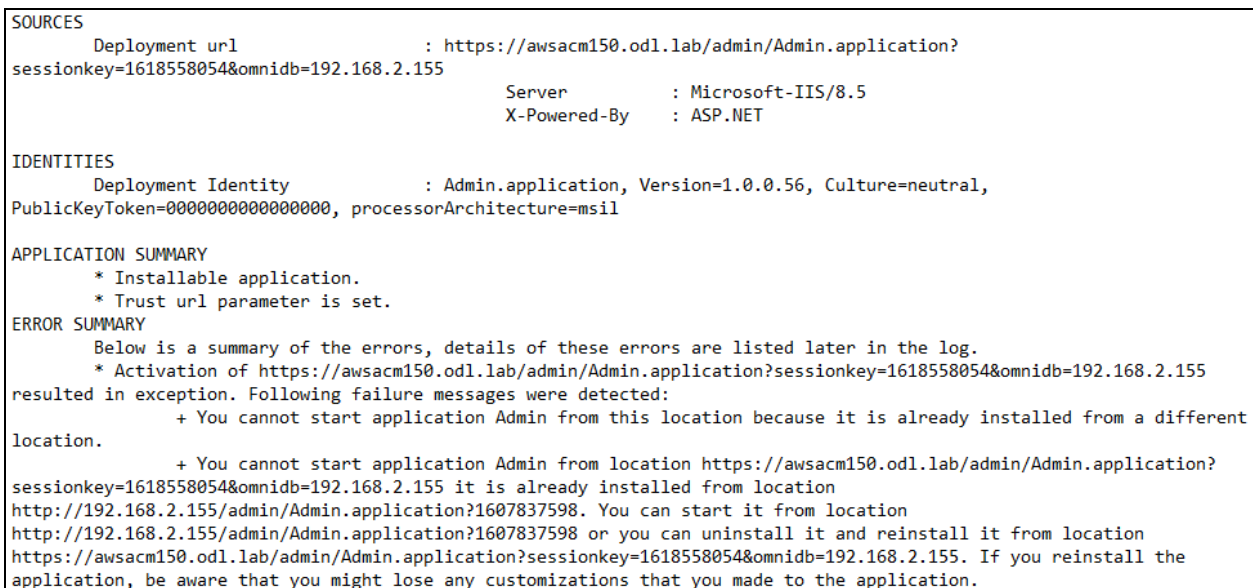 SOURCES
Deployment url : https://awsacm150.odl.lab/admin/Admin.application?
sessionkey=1618558054&omnidb=192.168.2.155
Server : Microsoft-IIS/8.5
X-Powered-By : ASP.NET
IDENTITIES
Deployment Identity : Admin.application, Version=1.0.0.56, Culture=neutral,
PublicKeyToken=0000000000000000, processorArchitecture=msil
APPLICATION SUMMARY
* Installable application.
* Trust url parameter is set.
ERROR SUMMARY
Below is a summary of the errors, details of these errors are listed later in the log.
* Activation of https://awsacm150.odl.lab/admin/Admin.application?sessionkey=1618558054&omnidb=192.168.2.155
resulted in exception. Following failure messages were detected:
+ You cannot start application Admin from this location because it is already installed from a different
location.
+ You cannot start application Admin from location https://awsacm150.odl.lab/admin/Admin.application?
sessionkey=1618558054&omnidb=192.168.2.155 it is already installed from location
http://192.168.2.155/admin/Admin.application?1607837598. You can start it from location
http://192.168.2.155/admin/Admin.application?1607837598 or you can uninstall it and reinstall it from location
https://awsacm150.odl.lab/admin/Admin.application?sessionkey=1618558054&omnidb=192.168.2.155. If you reinstall the
application, be aware that you might lose any customizations that you made to the application.